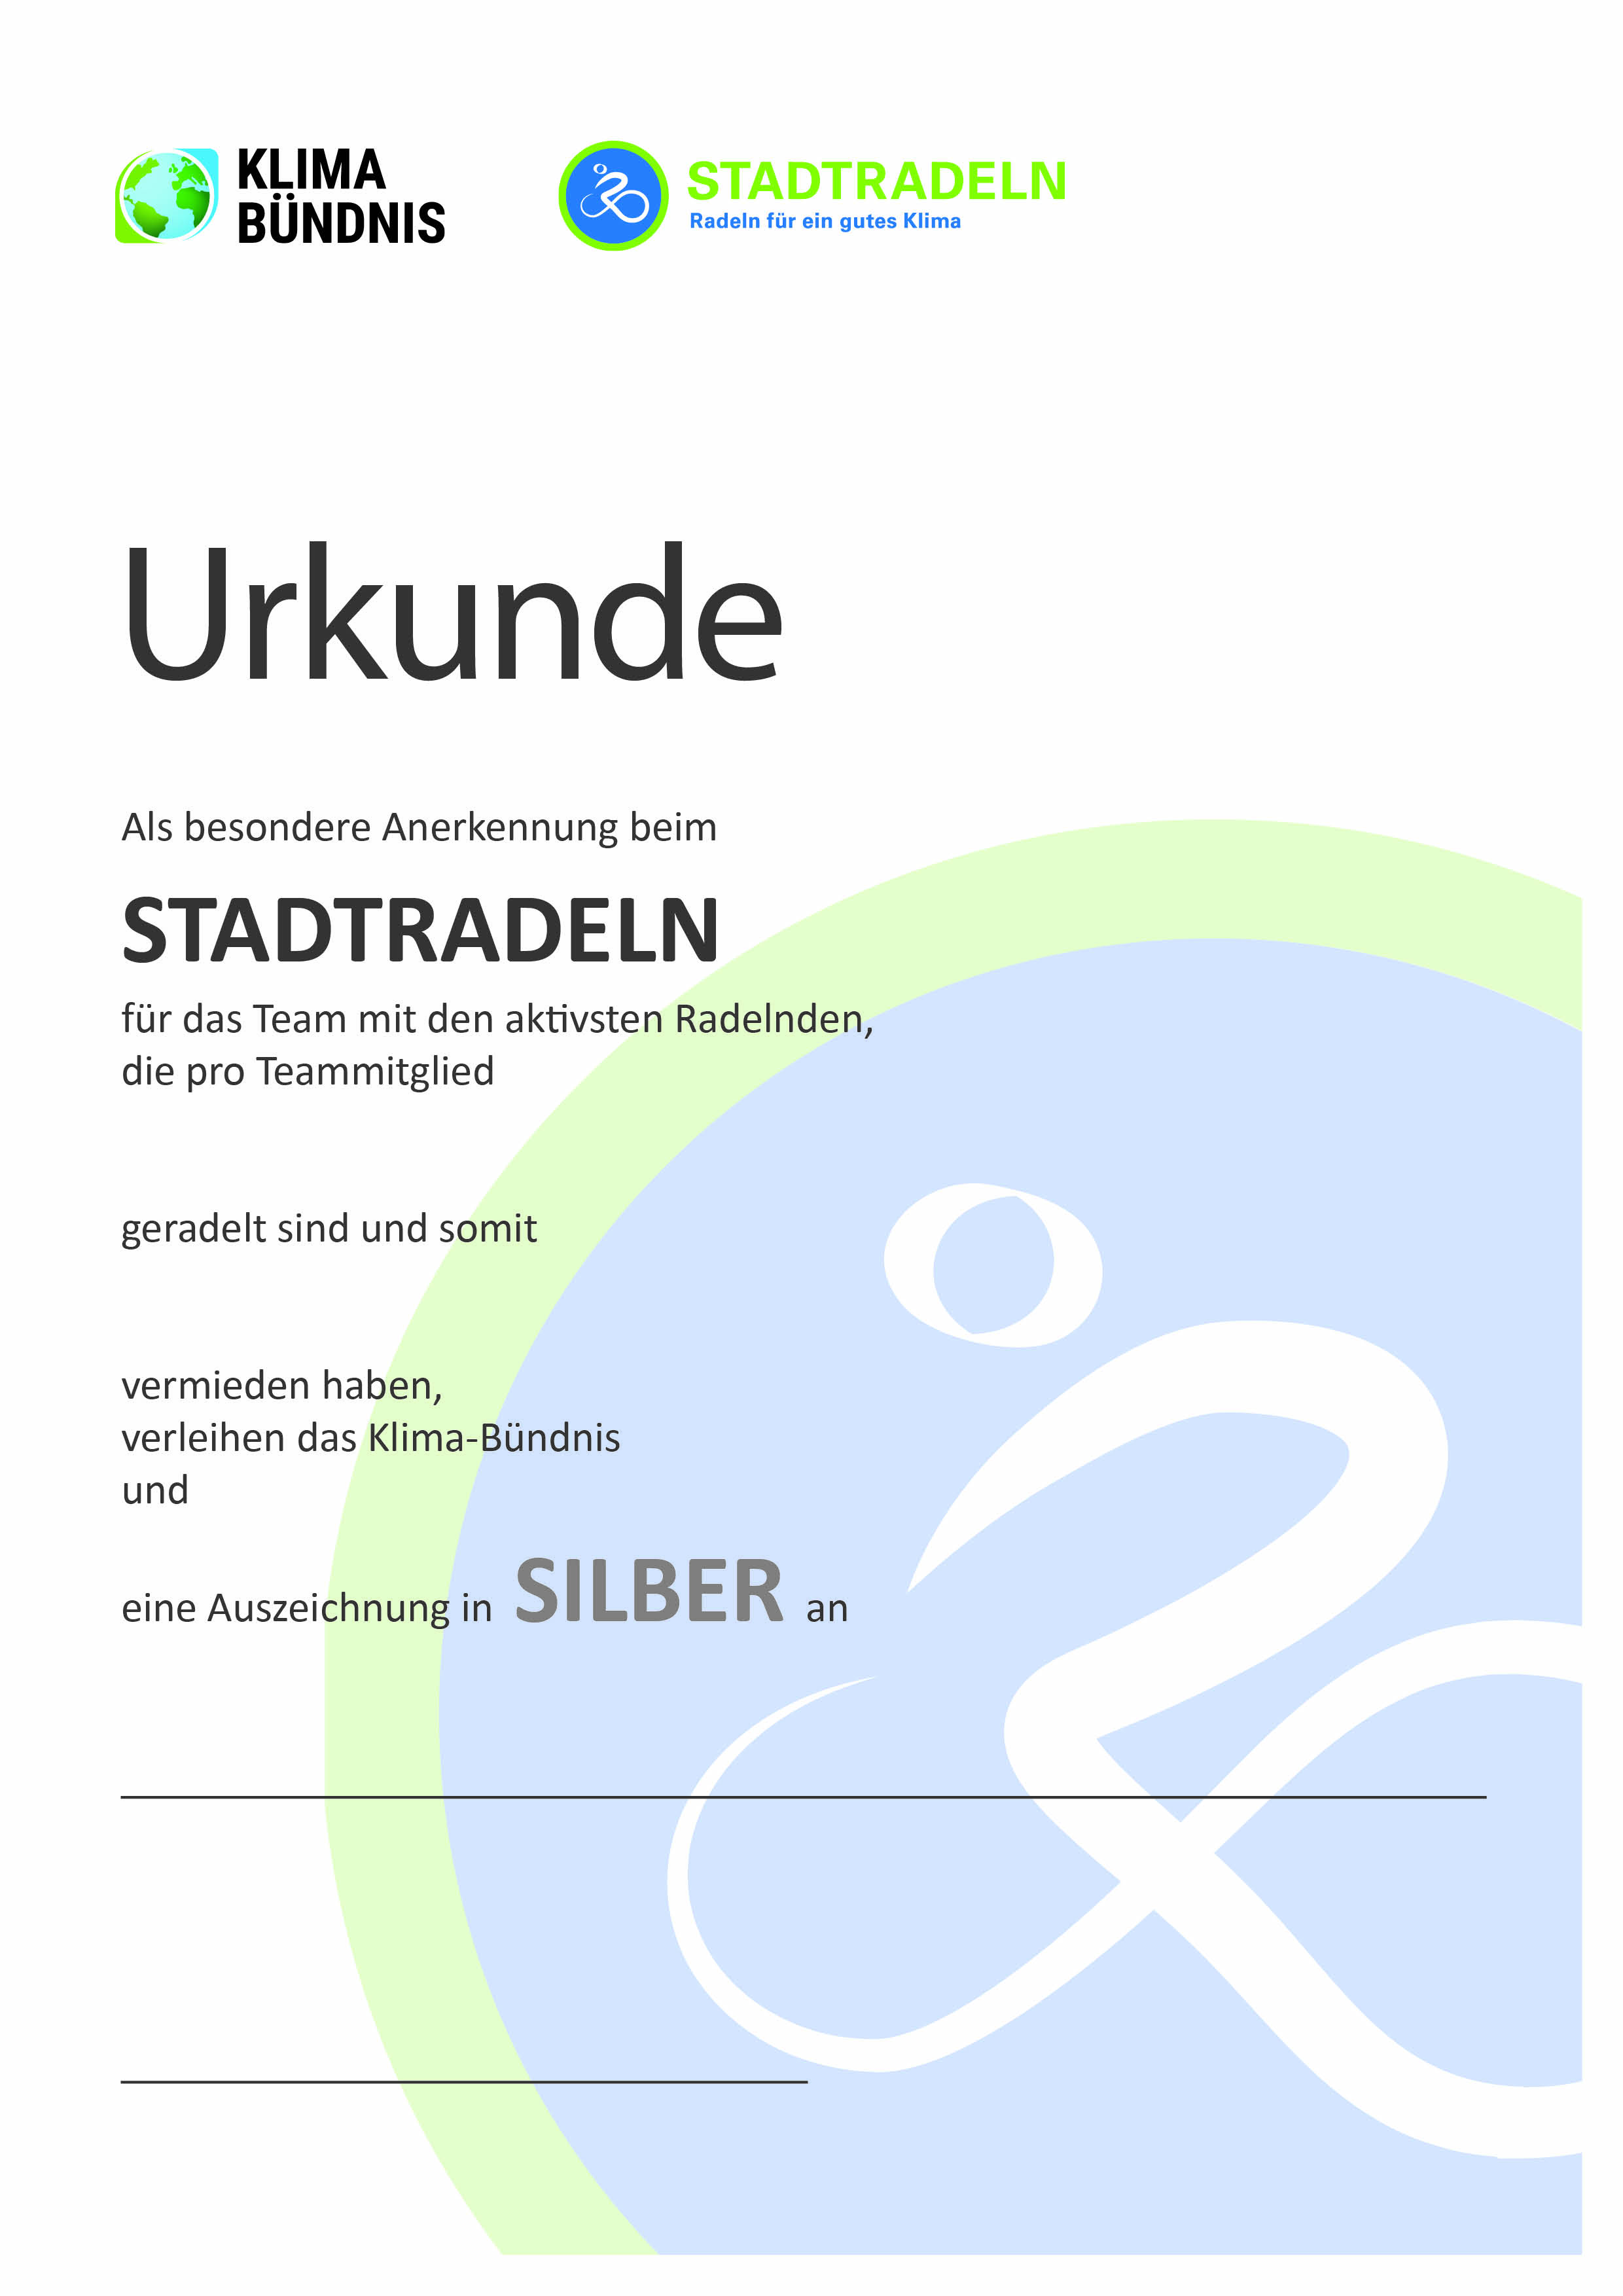 KLIMA
BÜNDNIS
STADTRADELN
Radeln für ein gutes Klima
Urkunde
Als besondere Anerkennung beim
STADTRADELN
für das Team mit den aktivsten Radelnden,
die pro Teammitglied
geradelt sind und somit
vermieden haben,
verleihen das Klima-Bündnis
und
eine Auszeichnung in SILBER an